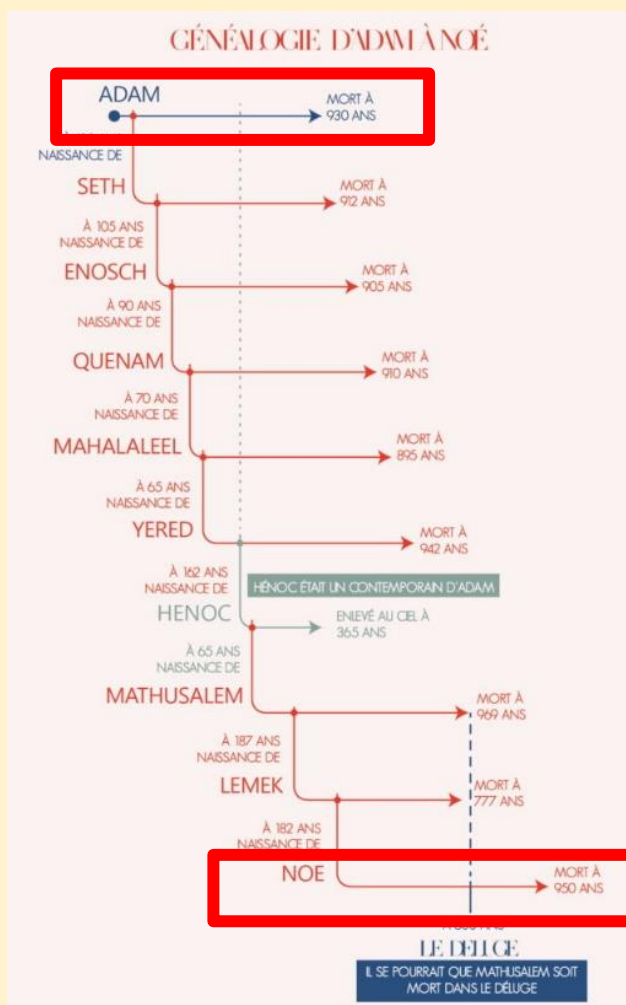 GÉNÉALOGIE D'ADAM À NOÉ
ADAM
MORT À
930 ANS
NAISSANCE DE
SETH
MORT À
912 ANS
À 105 ANS
NAISSANCE DE
ENOSCH
MORT À
905 ANS
À 90 ANS
NAISSANCE DE
QUENAM
MORT À
910 ANS
À 70 ANS
NAISSANCE DE
MAHALALEEL
MORT À
895 ANS
À 65 ANS
NAISSANCE DE
YERED
MORT À
942 ANS
À 162 ANS
NAISSANCE DE
HÉNOC ÉTAIT UN CONTEMPORAIN D'ADAM
HENOC
ENLEVÉ AU CIEL À
365 ANS
À 65 ANS
NAISSANCE DE
MATHUSALEM
MORT À
969 ANS
À 187 ANS
NAISSANCE DE
LEMEK
MORT À
777 ANS
À 182 ANS
NAISSANCE DE
NOE
MORT À
950 ANS
LE DÉLUGE
IL SE POURRAIT QUE MATHUSALEM SOIT
MORT DANS LE DÉLUGE